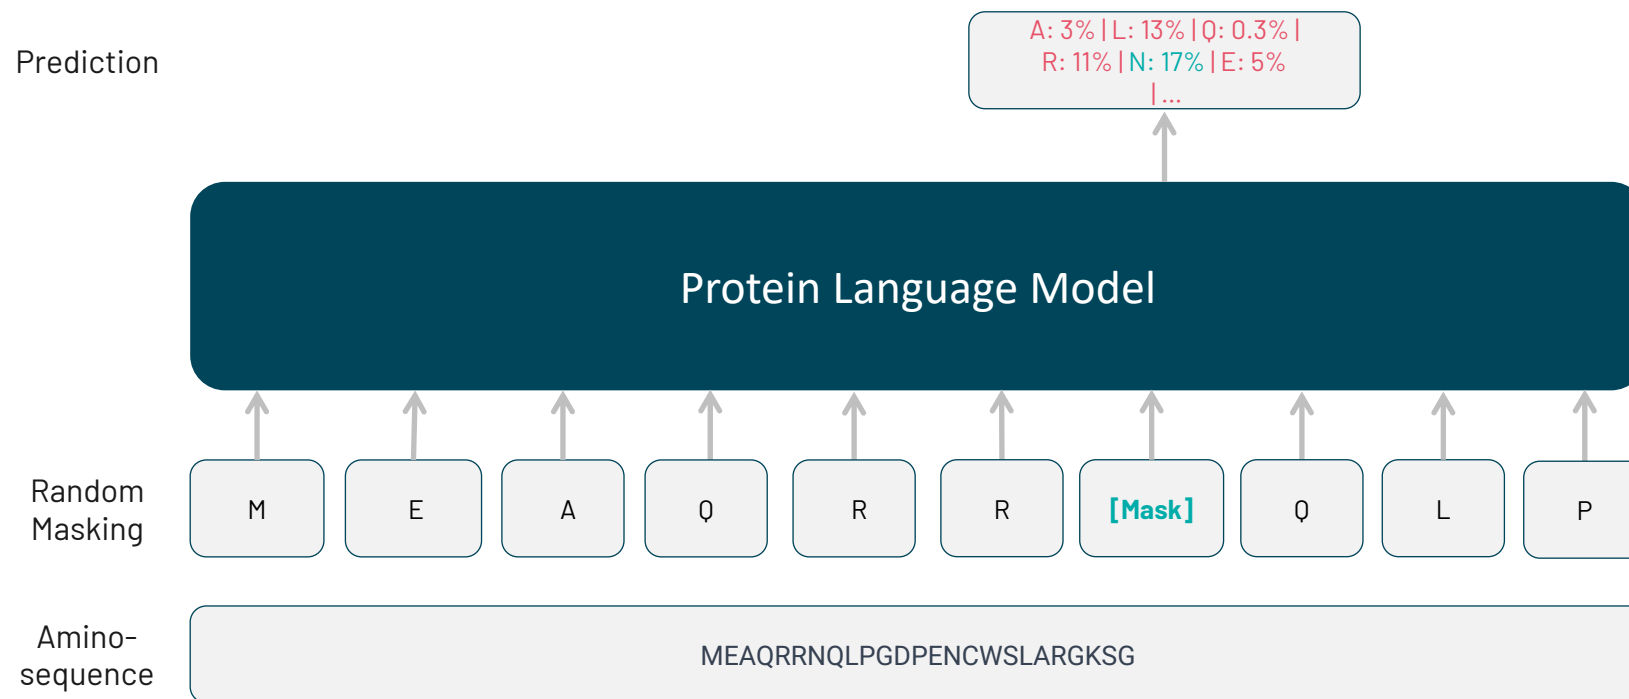 Prediction
A: 3% | L: 13% | Q: 0.3% |
R: 11% | N: 17% | E: 5%
| ...
Protein Language Model
Random
Masking
M
E
A
Q
R
R
[Mask]
Q
L
P
Amino-
sequence
MEAQRRNQLPGDPENCWSLARGKSG